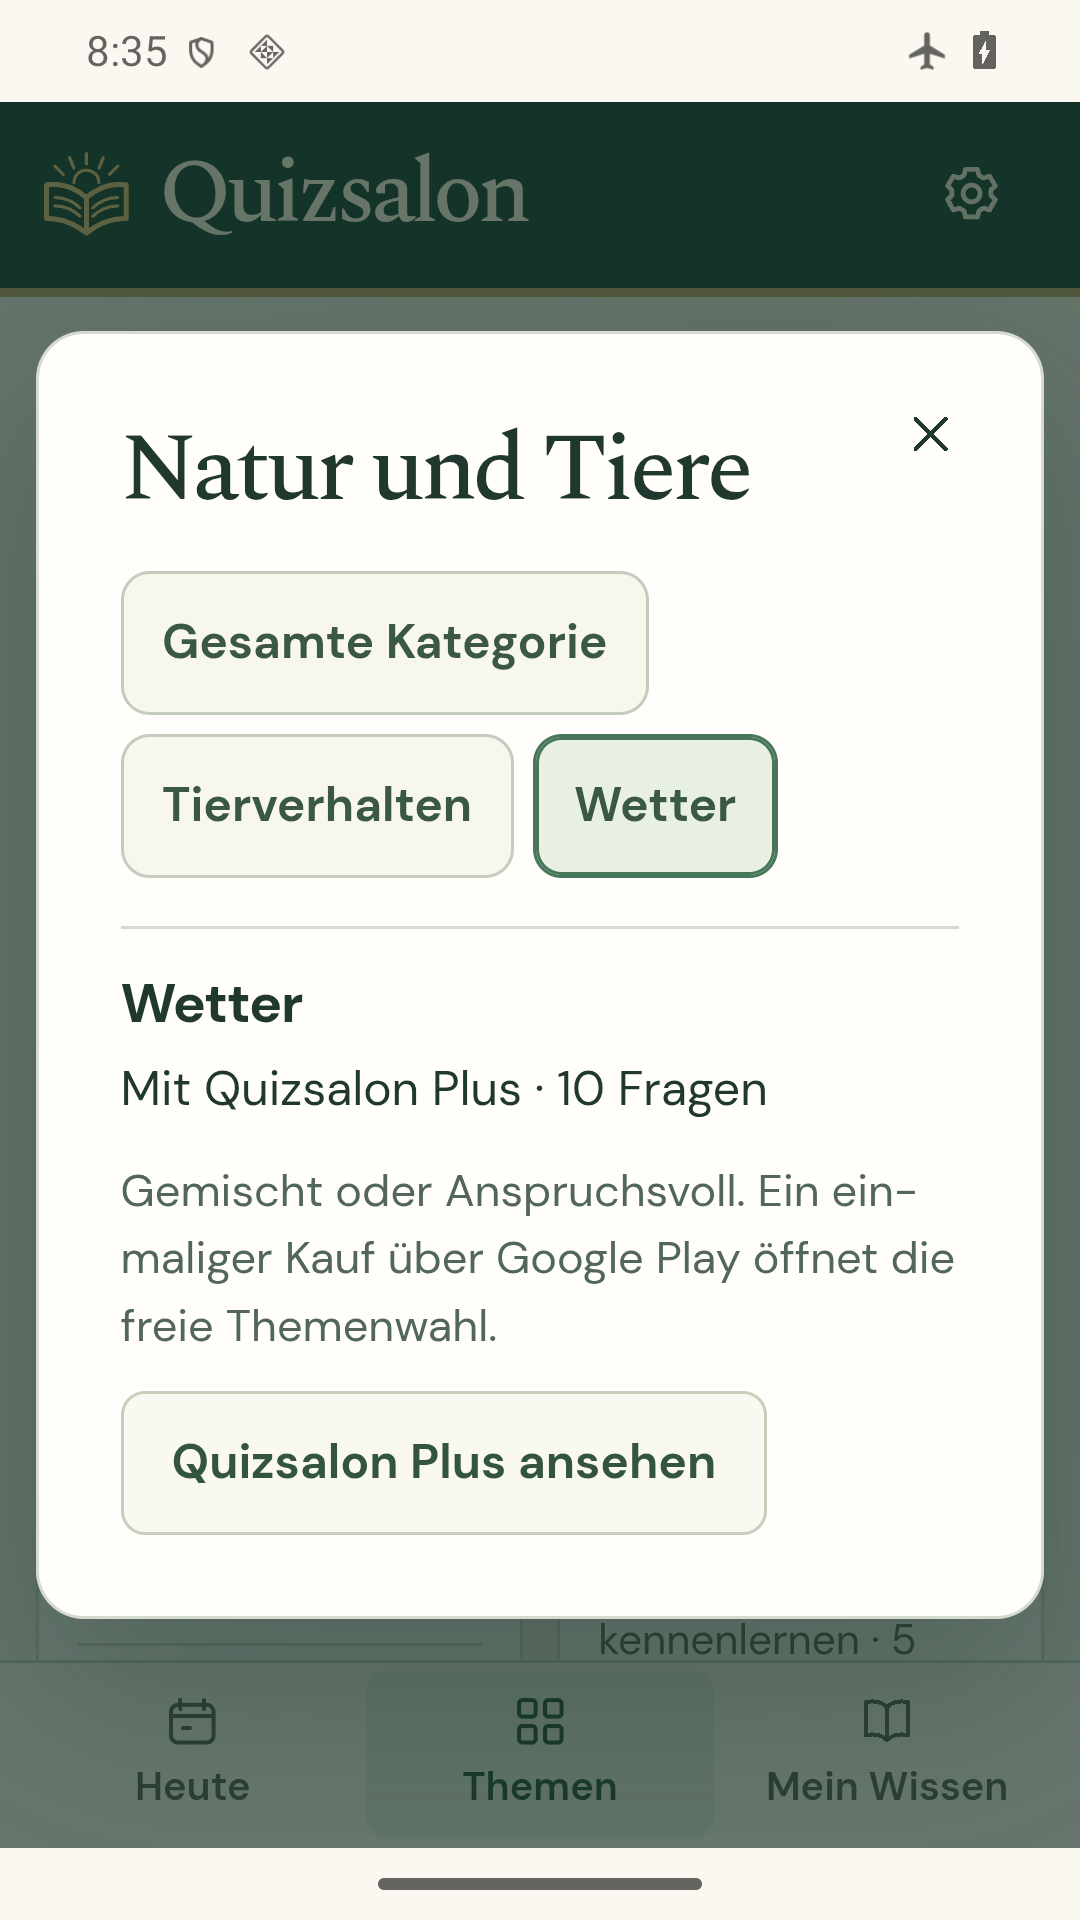 8:35
Quizsalon
Natur und Tiere
Gesamte Kategorie
Tierverhalten
Wetter
Wetter
Mit Quizsalon Plus · 10 Fragen
Gemischt oder Anspruchsvoll. Ein ein-
maliger Kauf über Google Play öffnet die
freie Themenwahl.
Quizsalon Plus ansehen
kennenlernen · 5
Heute
Themen
Mein Wissen